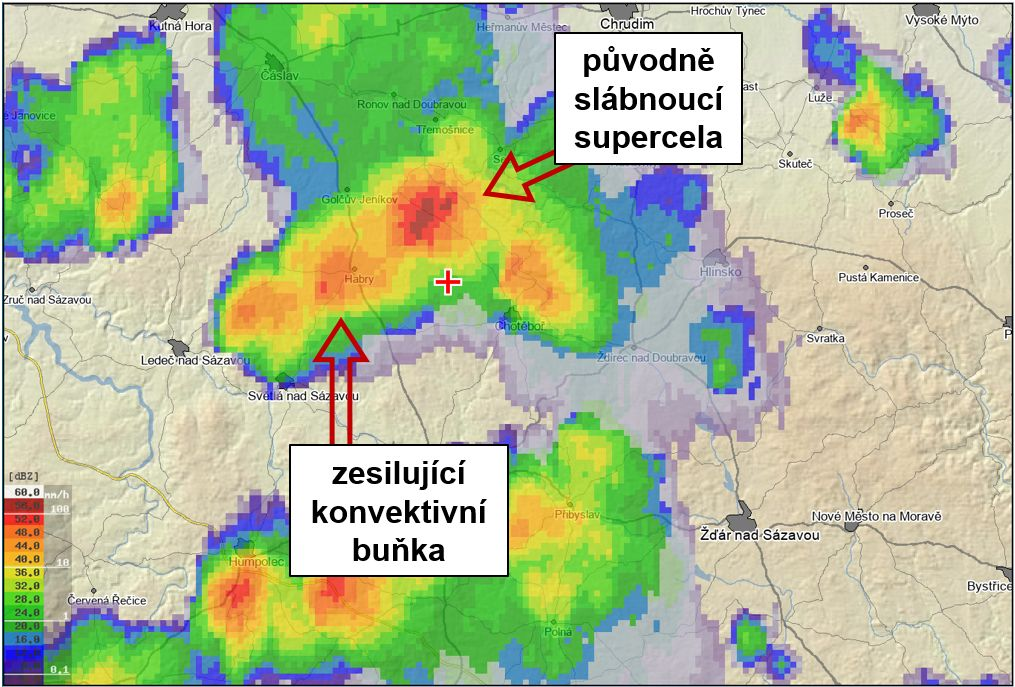 Kutná Hora
Heřmanův Městec
Chrudim
Hrochův Týnec
Vysoké Mýto
původně
slábnoucí
supercela
Čáslav
Ronov nad Doubravou
Třemošnice
Luže
Skuteč
Proseč
Golčův Jeníkov
Habry
Hlinsko
Pustá Kamenice
Zruč nad Sázavou
Chotěboř
Svratka
Ledeč nad Sázavou
Ždírec nad Doubravou
Světlá nad Sázavou
zesilující
konvektivní
buňka
[dBZ]
60.0 mm/h
56.0 100
52.0
48.0
44.0
40.0 10
36.0
32.0
28.0
24.0 1
20.0
16.0
0,1
Přibyslav
Žďár nad Sázavou
Nové Město na Moravě
Humpolec
Bystřice
Červená Řečice
Polná